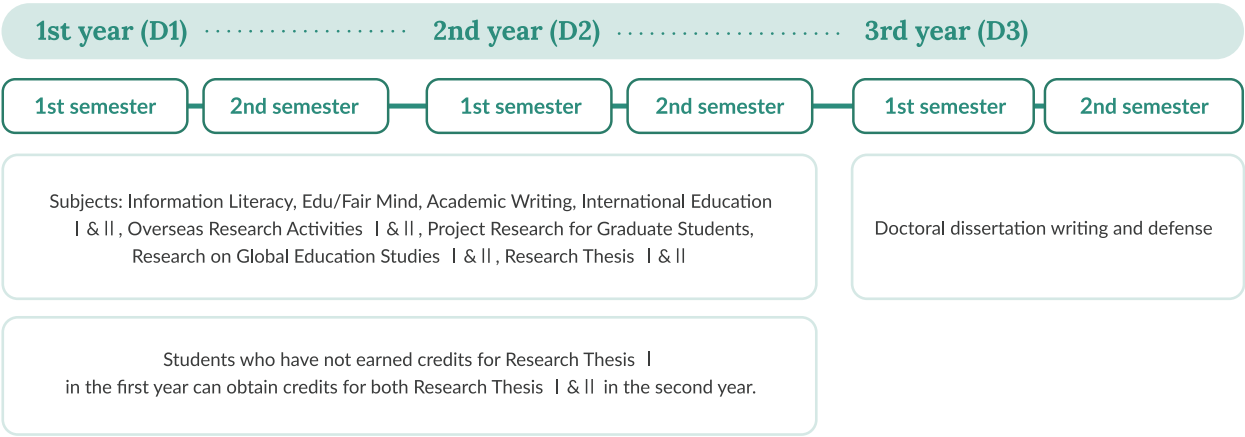 1st year (D1) 2nd year (D2) 3rd year (D3)
1st semester 2nd semester 1st semester 2nd semester 1st semester 2nd semester
Subjects: Information Literacy, Edu/Fair Mind, Academic Writing, International Education
Ⅰ & Ⅱ, Overseas Research Activities Ⅰ & Ⅱ, Project Research for Graduate Students,
Research on Global Education Studies Ⅰ & Ⅱ, Research Thesis Ⅰ & Ⅱ
Doctoral dissertation writing and defense
Students who have not earned credits for Research Thesis Ⅰ
in the first year can obtain credits for both Research Thesis Ⅰ & Ⅱ in the second year.